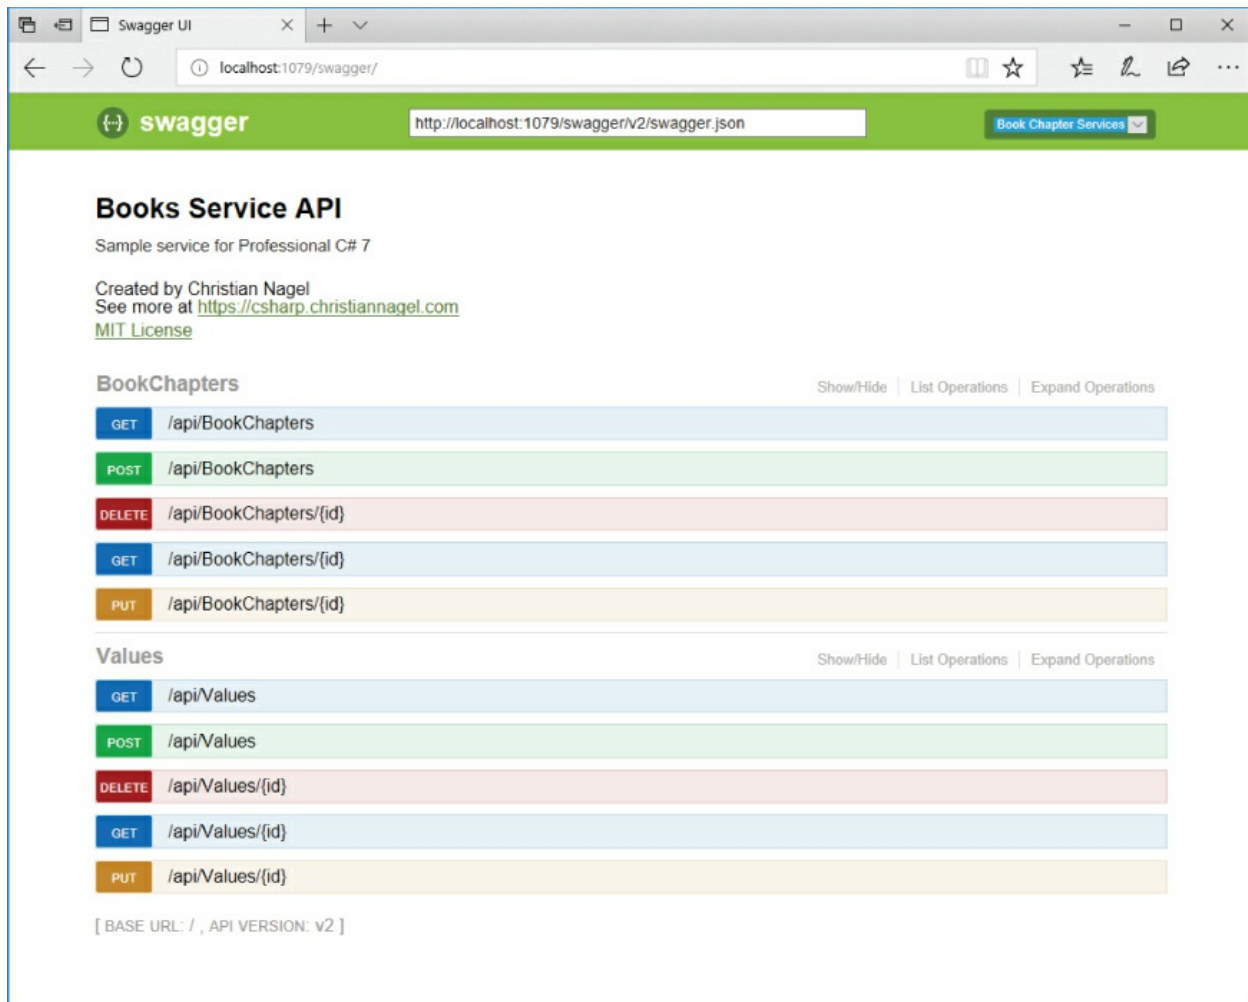 Swagger UI
localhost:1079/swagger/
swagger
http://localhost:1079/swagger/v2/swagger.json
Book Chapter Services
Books Service API
Sample service for Professional C# 7
Created by Christian Nagel
See more at https://csharp.christiannagel.com
MIT License
BookChapters Show/Hide List Operations Expand Operations
GET /api/BookChapters
POST /api/BookChapters
DELETE /api/BookChapters/{id}
GET /api/BookChapters/{id}
PUT /api/BookChapters/{id}
Values Show/Hide List Operations Expand Operations
GET /api/Values
POST /api/Values
DELETE /api/Values/{id}
GET /api/Values/{id}
PUT /api/Values/{id}
[ BASE URL: / , API VERSION: v2 ]